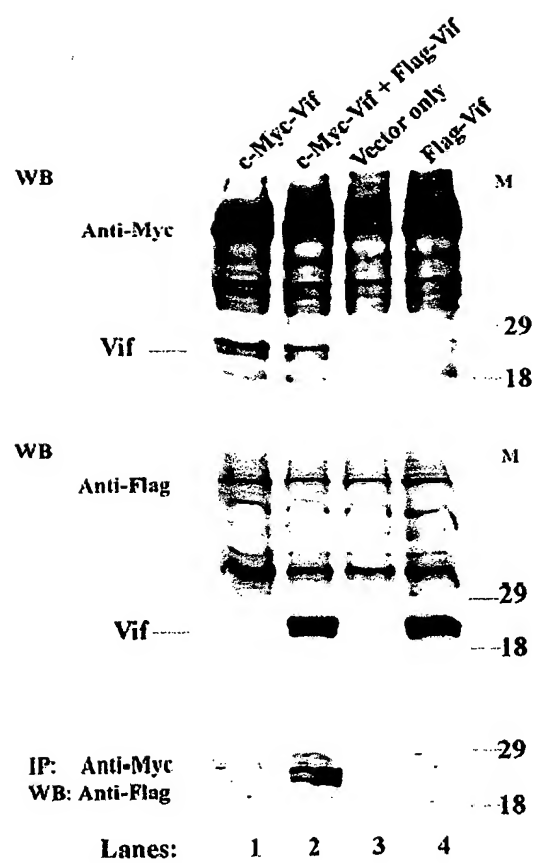 c-Myc-Vif
c-Myc-Vif + Flag-Vif
Vector only
Flag-Vif
WB
M
Anti-Myc
29
Vif
18
WB
M
Anti-Flag
29
Vif
18
29
IP: Anti-Myc
WB: Anti-Flag
18
Lanes: 1 2 3 4